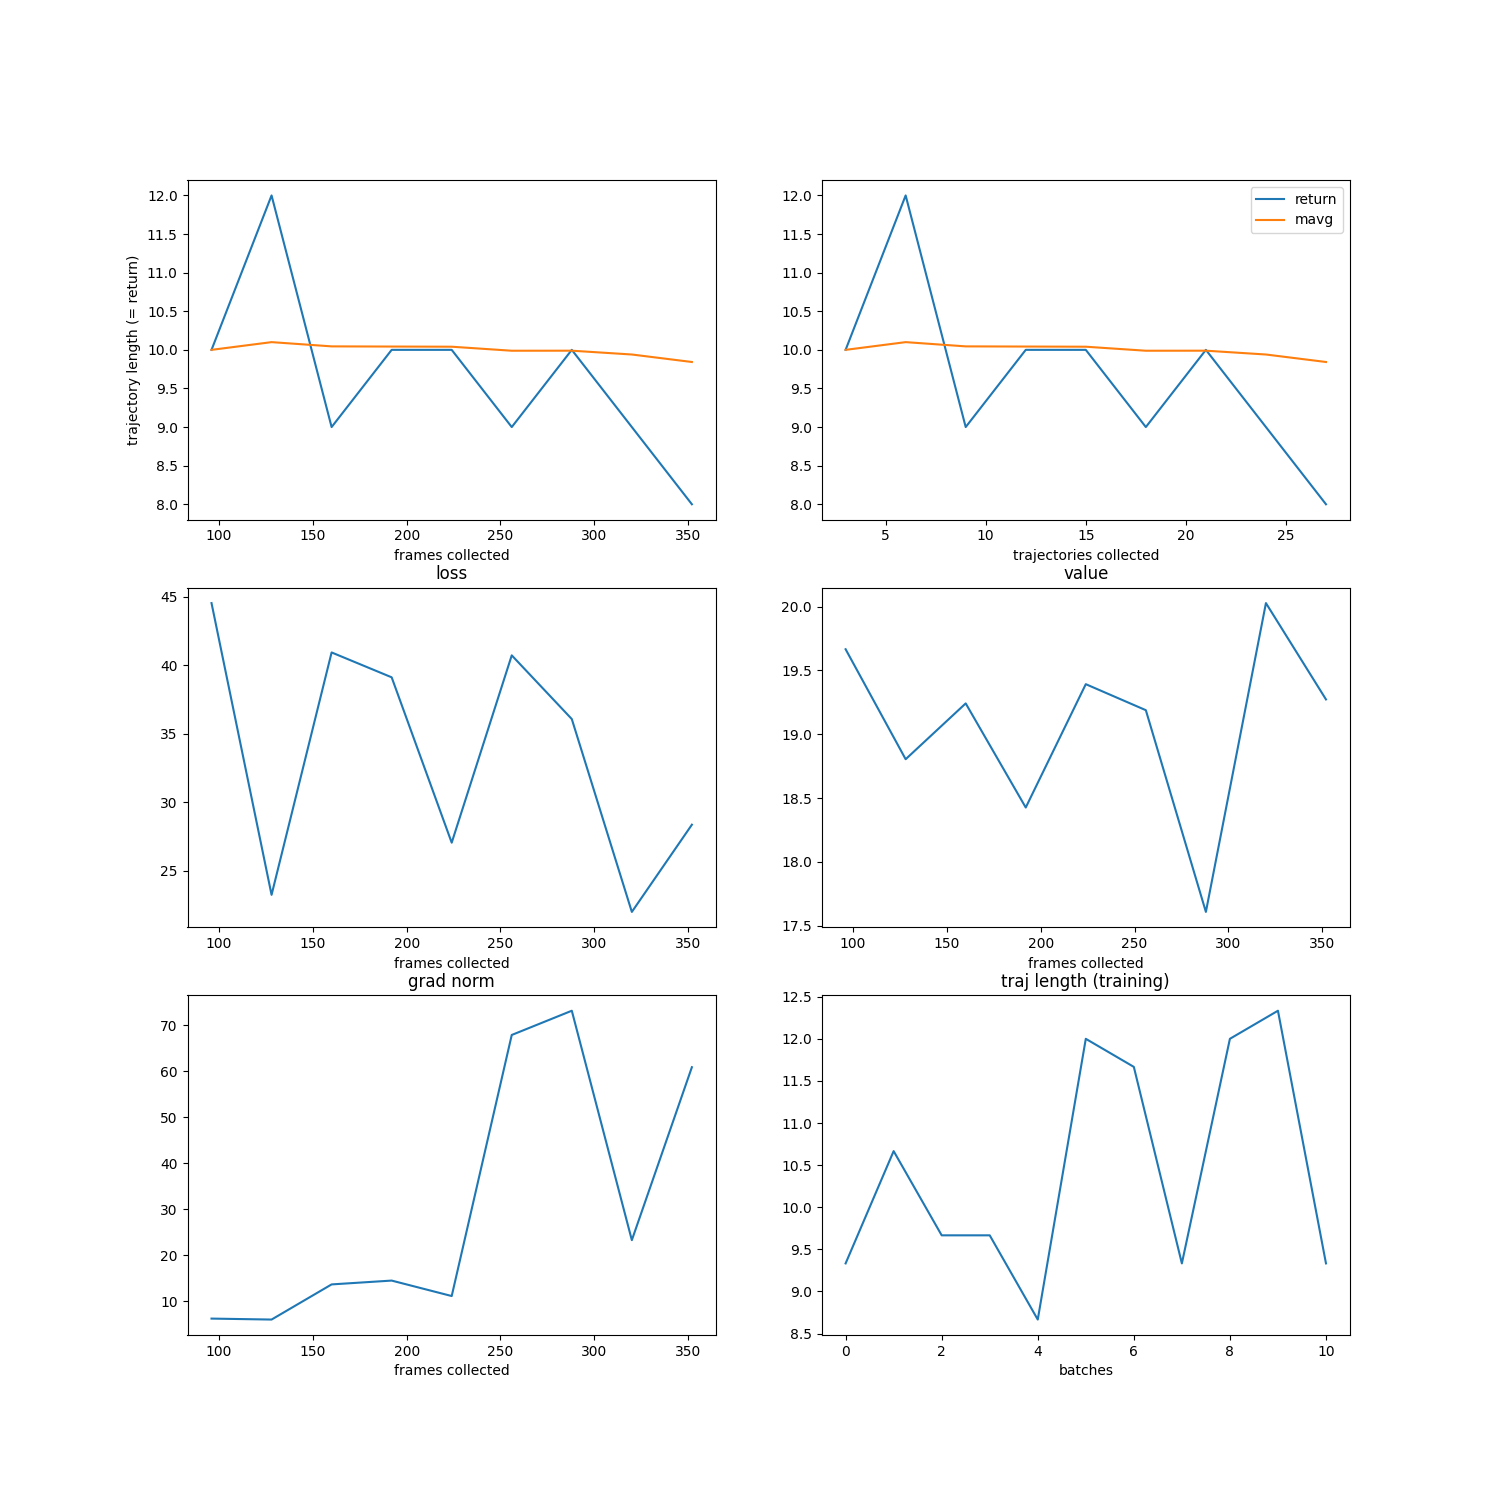 12.0
11.5
11.0
10.5
10.0
9.5
9.0
8.5
8.0
trajectory length (= return)
100 150 200 250 300 350
frames collected
return
mavg
12.0
11.5
11.0
10.5
10.0
9.5
9.0
8.5
8.0
5 10 15 20 25
trajectories collected
loss
45
40
35
30
25
100 150 200 250 300 350
frames collected
value
20.0
19.5
19.0
18.5
18.0
17.5
100 150 200 250 300 350
frames collected
grad norm
70
60
50
40
30
20
10
100 150 200 250 300 350
frames collected
traj length (training)
12.5
12.0
11.5
11.0
10.5
10.0
9.5
9.0
8.5
0 2 4 6 8 10
batches